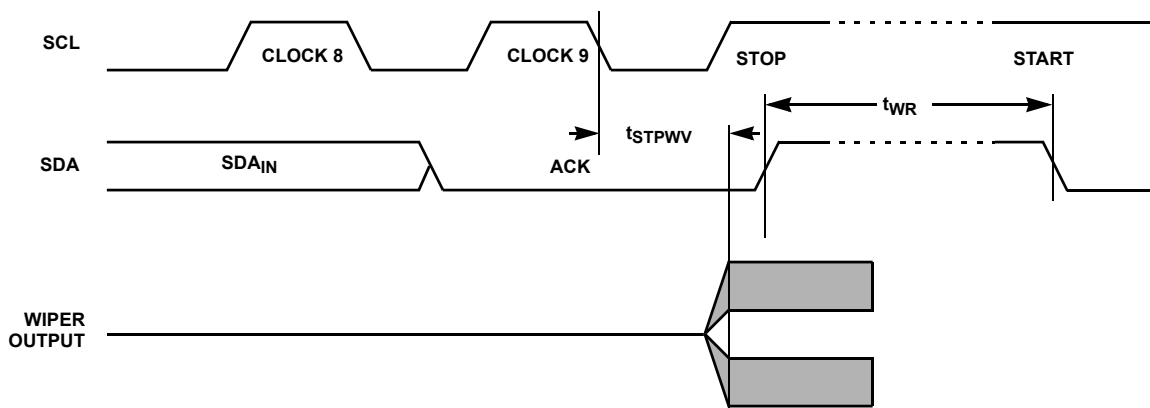 SCL
CLOCK 8
CLOCK 9
STOP
START
tWR
tSTPWV
SDA
SDAIN
ACK
WIPER
OUTPUT